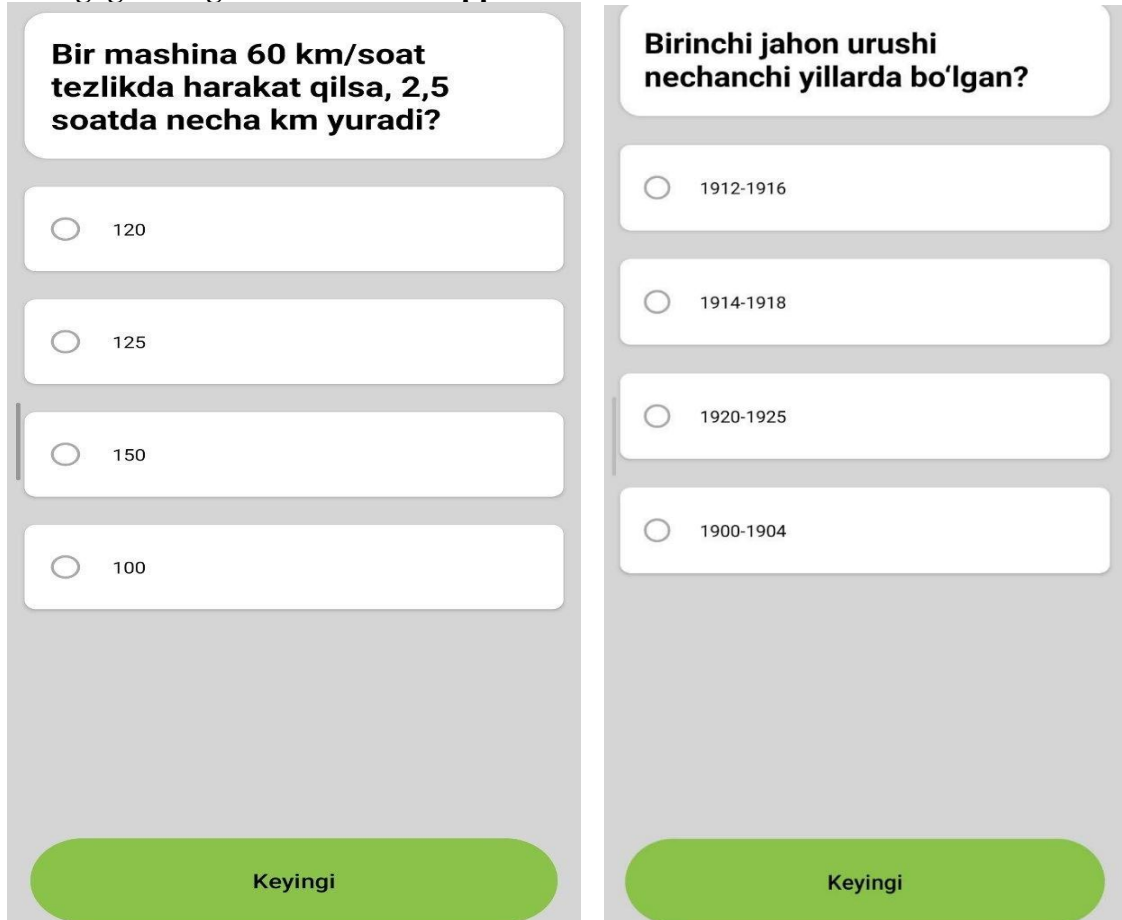 Bir mashina 60 km/soat
tezlikda harakat qilsa, 2,5
soatda necha km yuradi?
120
125
150
100
Keyingi
Birinchi jahon urushi
nechanchi yillarda bo‘lgan?
1912-1916
1914-1918
1920-1925
1900-1904
Keyingi